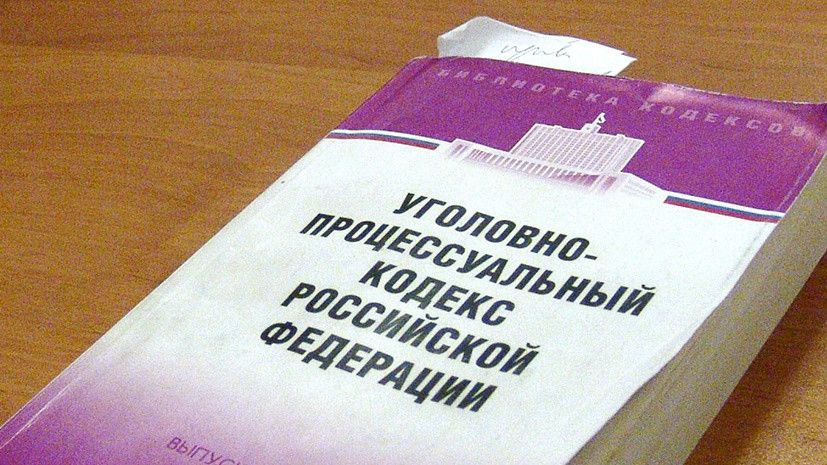 БИБЛИОТЕКА КОДЕКСОВ
УГОЛОВНО-
ПРОЦЕССУАЛЬНЫЙ
КОДЕКС
РОССИЙСКОЙ
ФЕДЕРАЦИИ